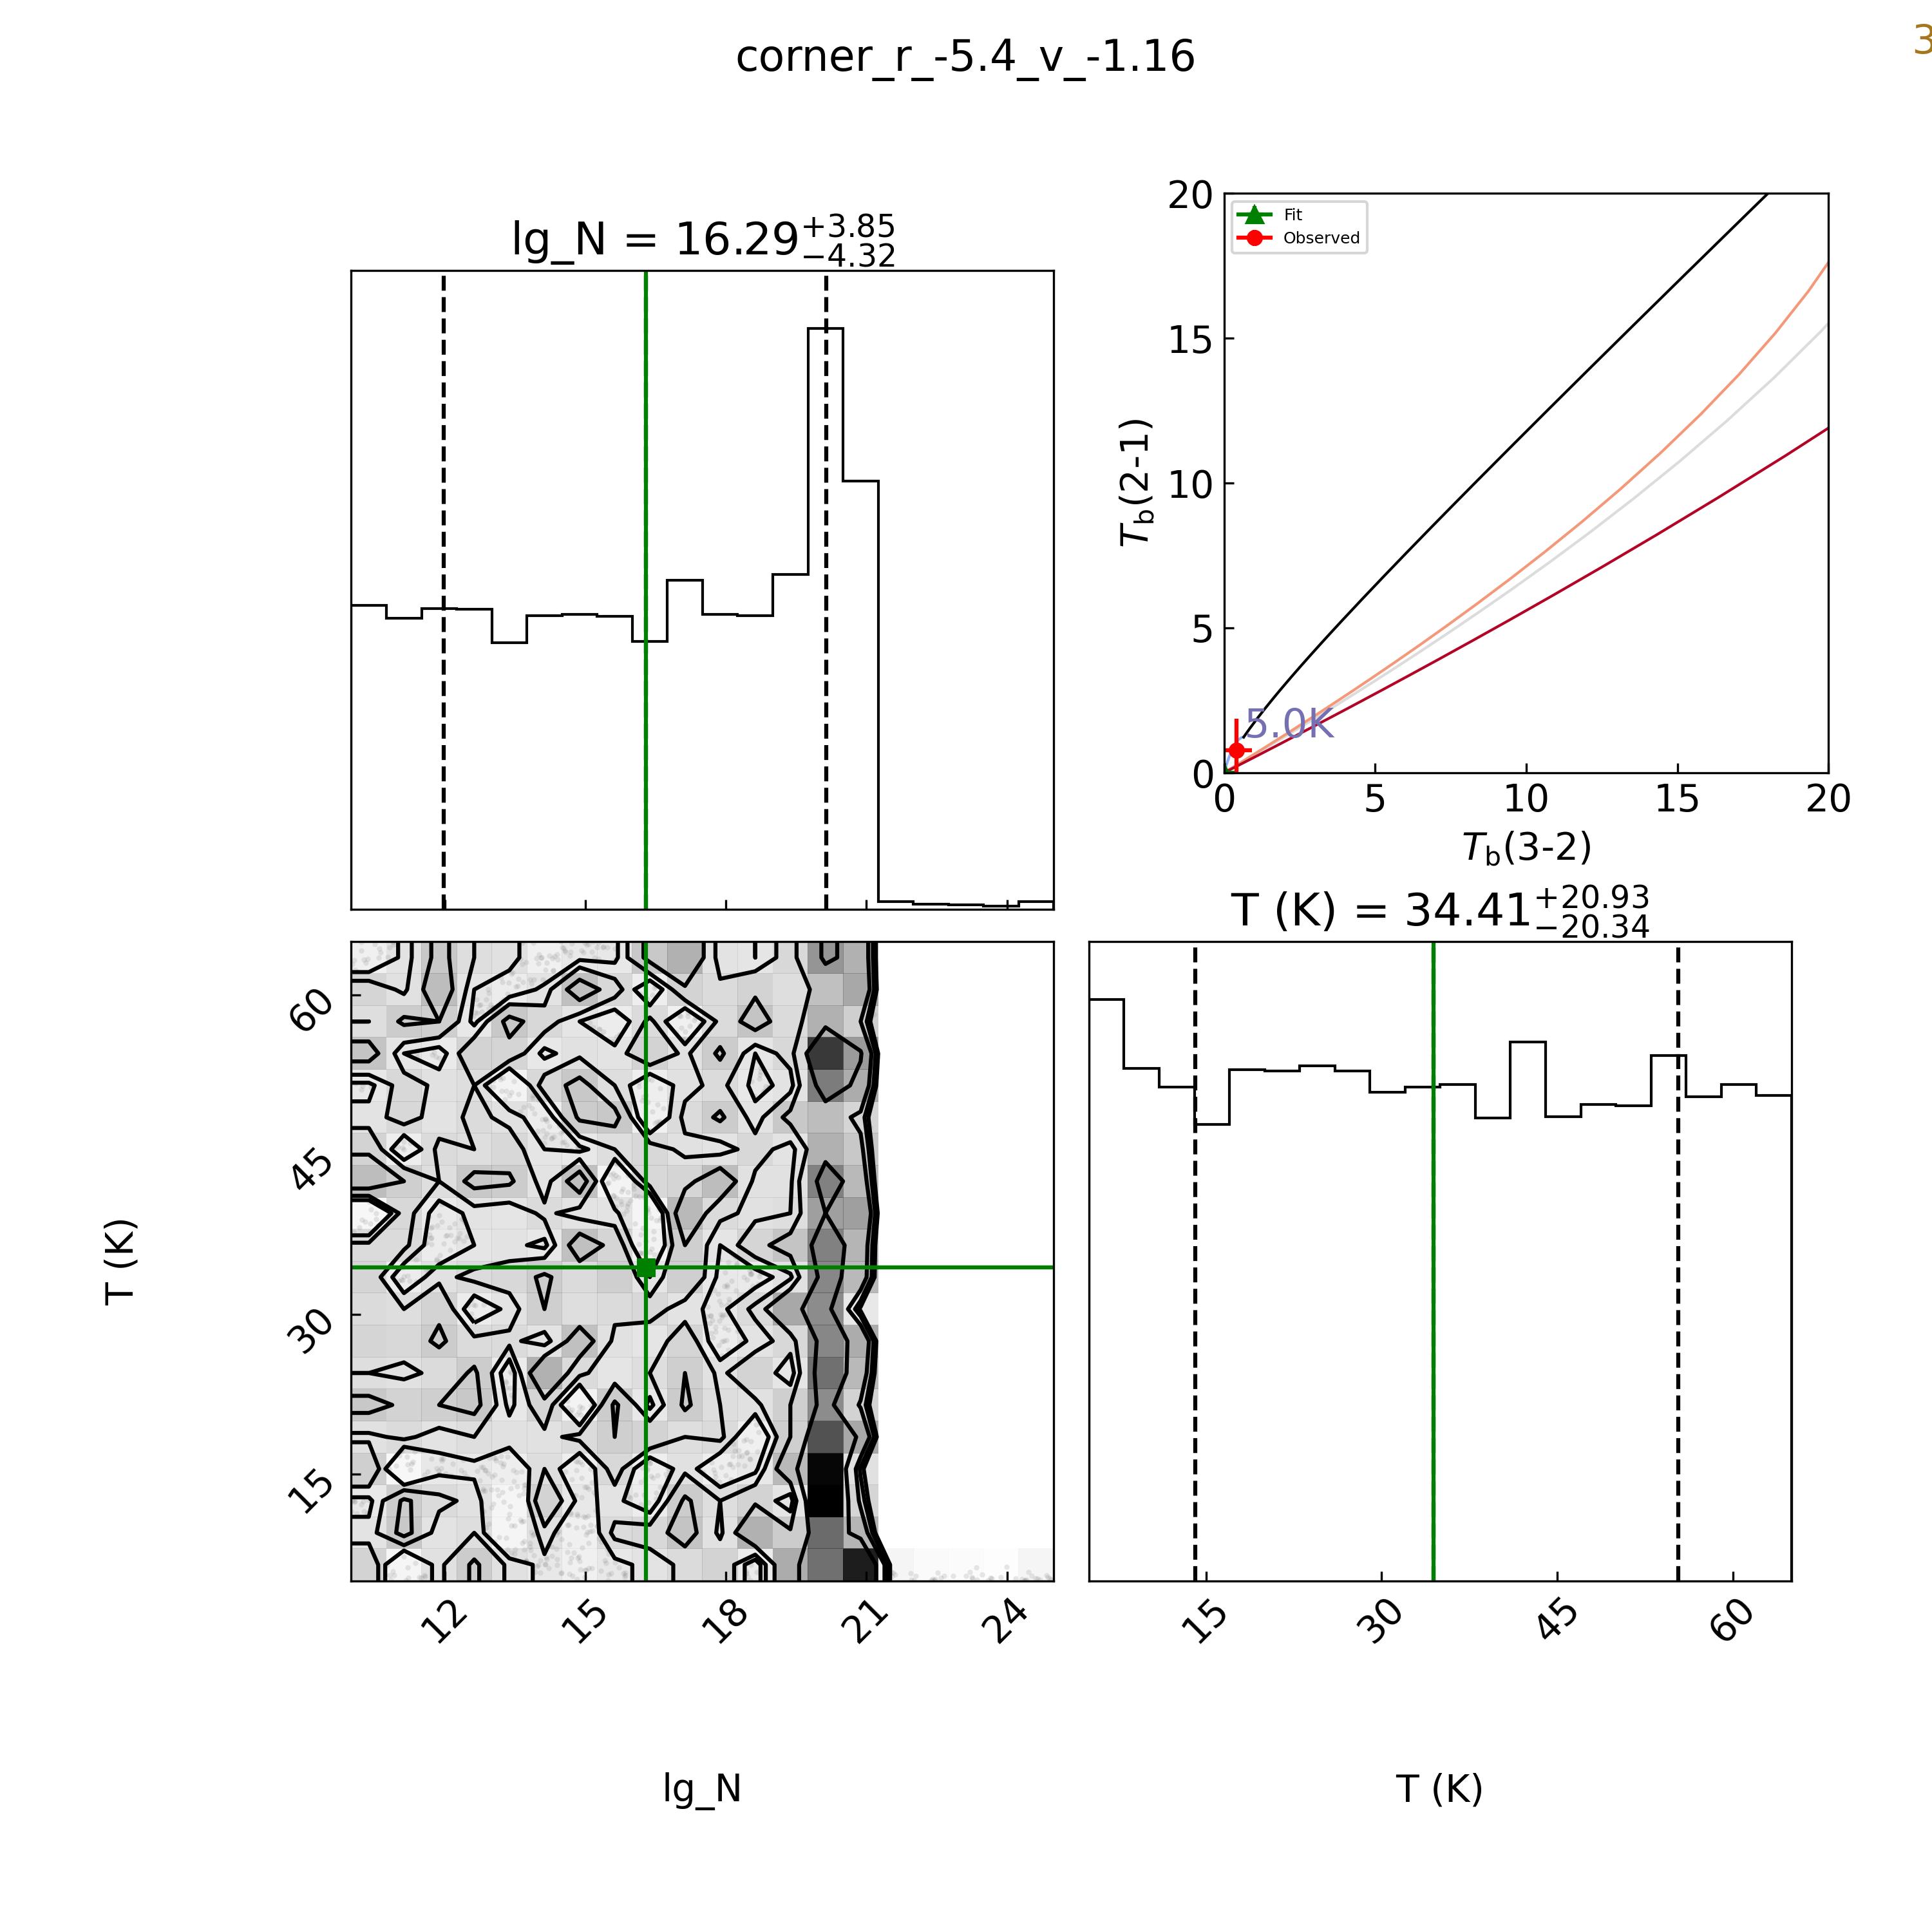 corner_r_-5.4_v_-1.16
3
lg_N = 16.29 +3.85 −4.32
20
15
10
5
0
T_b(2-1)
Fit
Observed
5.0K
0 5 10 15 20
T_b(3-2)
T (K) = 34.41 +20.93 −20.34
60
45
30
15
T (K)
12 15 18 21 24
lg_N
15 30 45 60
T (K)